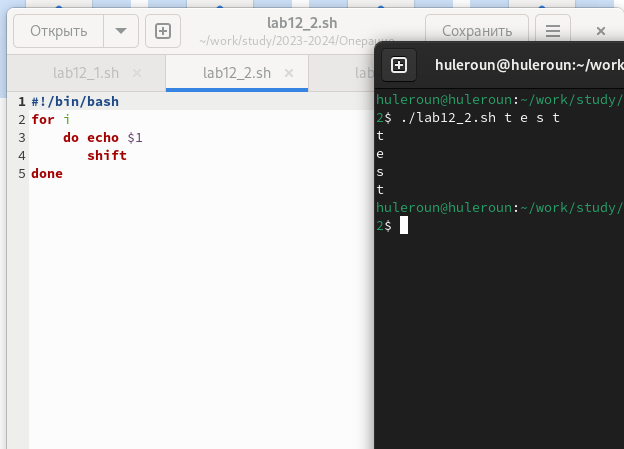 Открыть
lab12_2.sh
~/work/study/2023-2024/Операцио
Сохранить
lab12_1.sh
lab12_2.sh
1 #!/bin/bash
2 for i
3 do echo $1
4 shift
5 done
huleroun@huleroun:~/work
huleroun@huleroun:~/work/study/
2$ ./lab12_2.sh t e s t
t
e
s
t
huleroun@huleroun:~/work/study/
2$